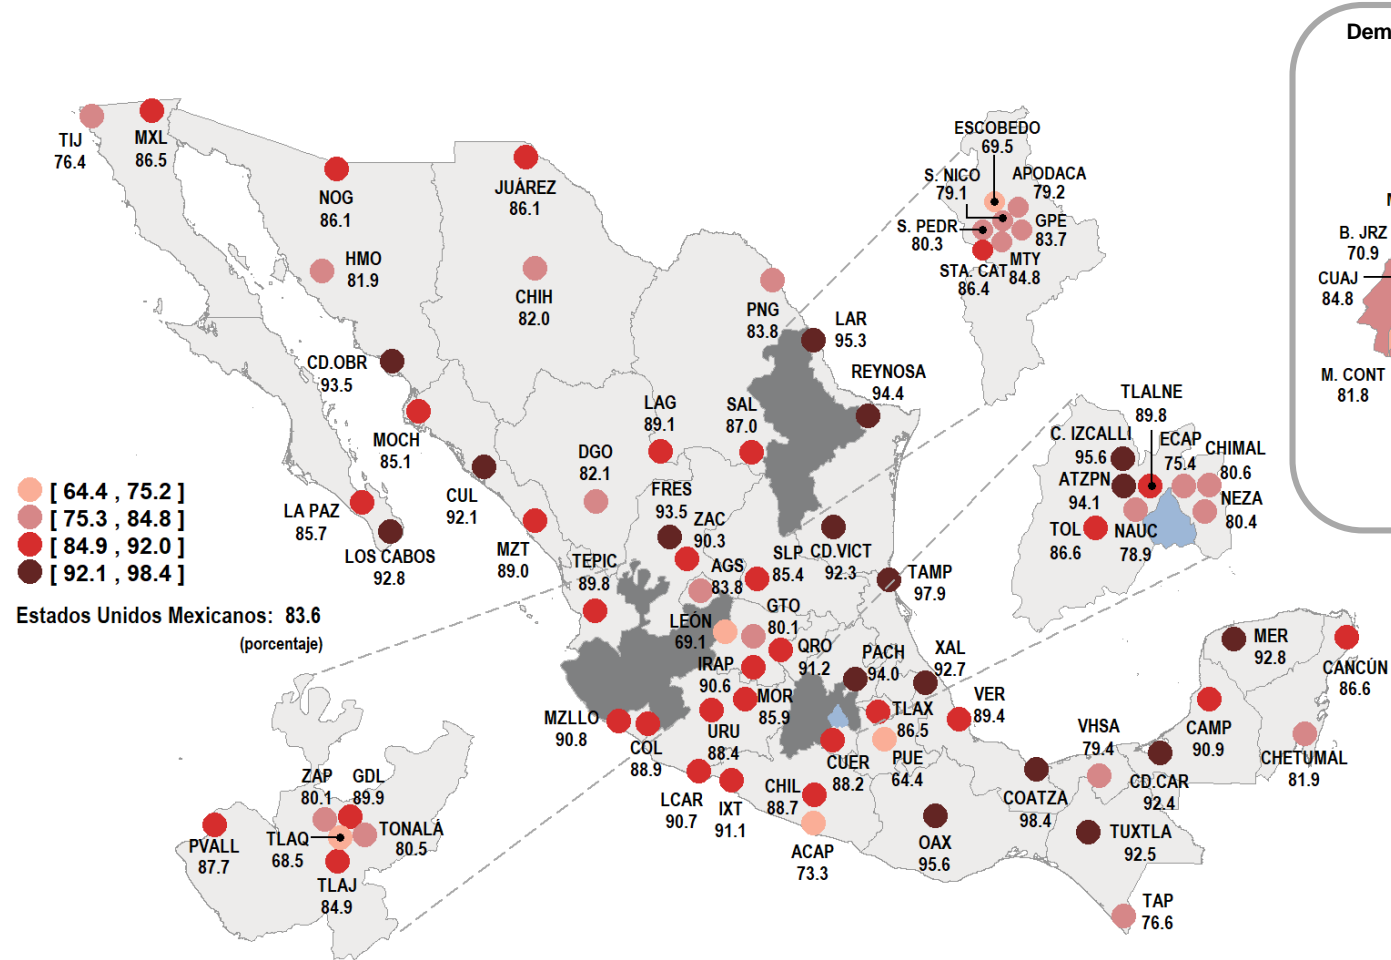 Dem
TIJ
76.4
MXL
86.5
NOG
86.1
HMO
81.9
JUÁREZ
86.1
CHIH
82.0
PNG
83.8
LAR
95.3
REYNOSA
94.4
CD.OBR
93.5
MOCH
85.1
LA PAZ
85.7
LOS CABOS
92.8
CUL
92.1
MZT
89.0
DGO
82.1
LAG
89.1
SAL
87.0
FRES
93.5
ZAC
90.3
TEPIC
89.8
AGS
83.8
SLP
85.4
CD.VICT
92.3
TAMP
97.9
LEÓN
69.1
GTO
80.1
IRAP
90.6
QRO
91.2
PACH
94.0
XAL
92.7
VER
89.4
MOR
85.9
URU
88.4
MZLLO
90.8
COL
88.9
LCAR
90.7
IXT
91.1
CHIL
88.7
ACAP
73.3
CUER
88.2
TLAX
86.5
PUE
64.4
OAX
95.6
COATZA
98.4
VHSA
79.4
CD.CAR
92.4
TUXTLA
92.5
TAP
76.6
MER
92.8
CANCÚN
86.6
CAMP
90.9
CHETUMAL
81.9
ESCOBEDO
69.5
S. NICO
79.1
APODACA
79.2
S. PEDR
80.3
GPE
83.7
MTY
84.8
STA. CAT
86.4
TLALNE
89.8
C. IZCALLI
95.6
ECAP
75.4
CHIMAL
80.6
ATZPN
94.1
NEZA
80.4
TOL
86.6
NAUC
78.9
B. JRZ
70.9
CUAJ
84.8
M. CONT
81.8
[ 64.4 , 75.2 ]
[ 75.3 , 84.8 ]
[ 84.9 , 92.0 ]
[ 92.1 , 98.4 ]
Estados Unidos Mexicanos: 83.6
(porcentaje)
ZAP
80.1
GDL
89.9
TLAQ
68.5
TONALÁ
80.5
PVALL
87.7
TLAJ
84.9